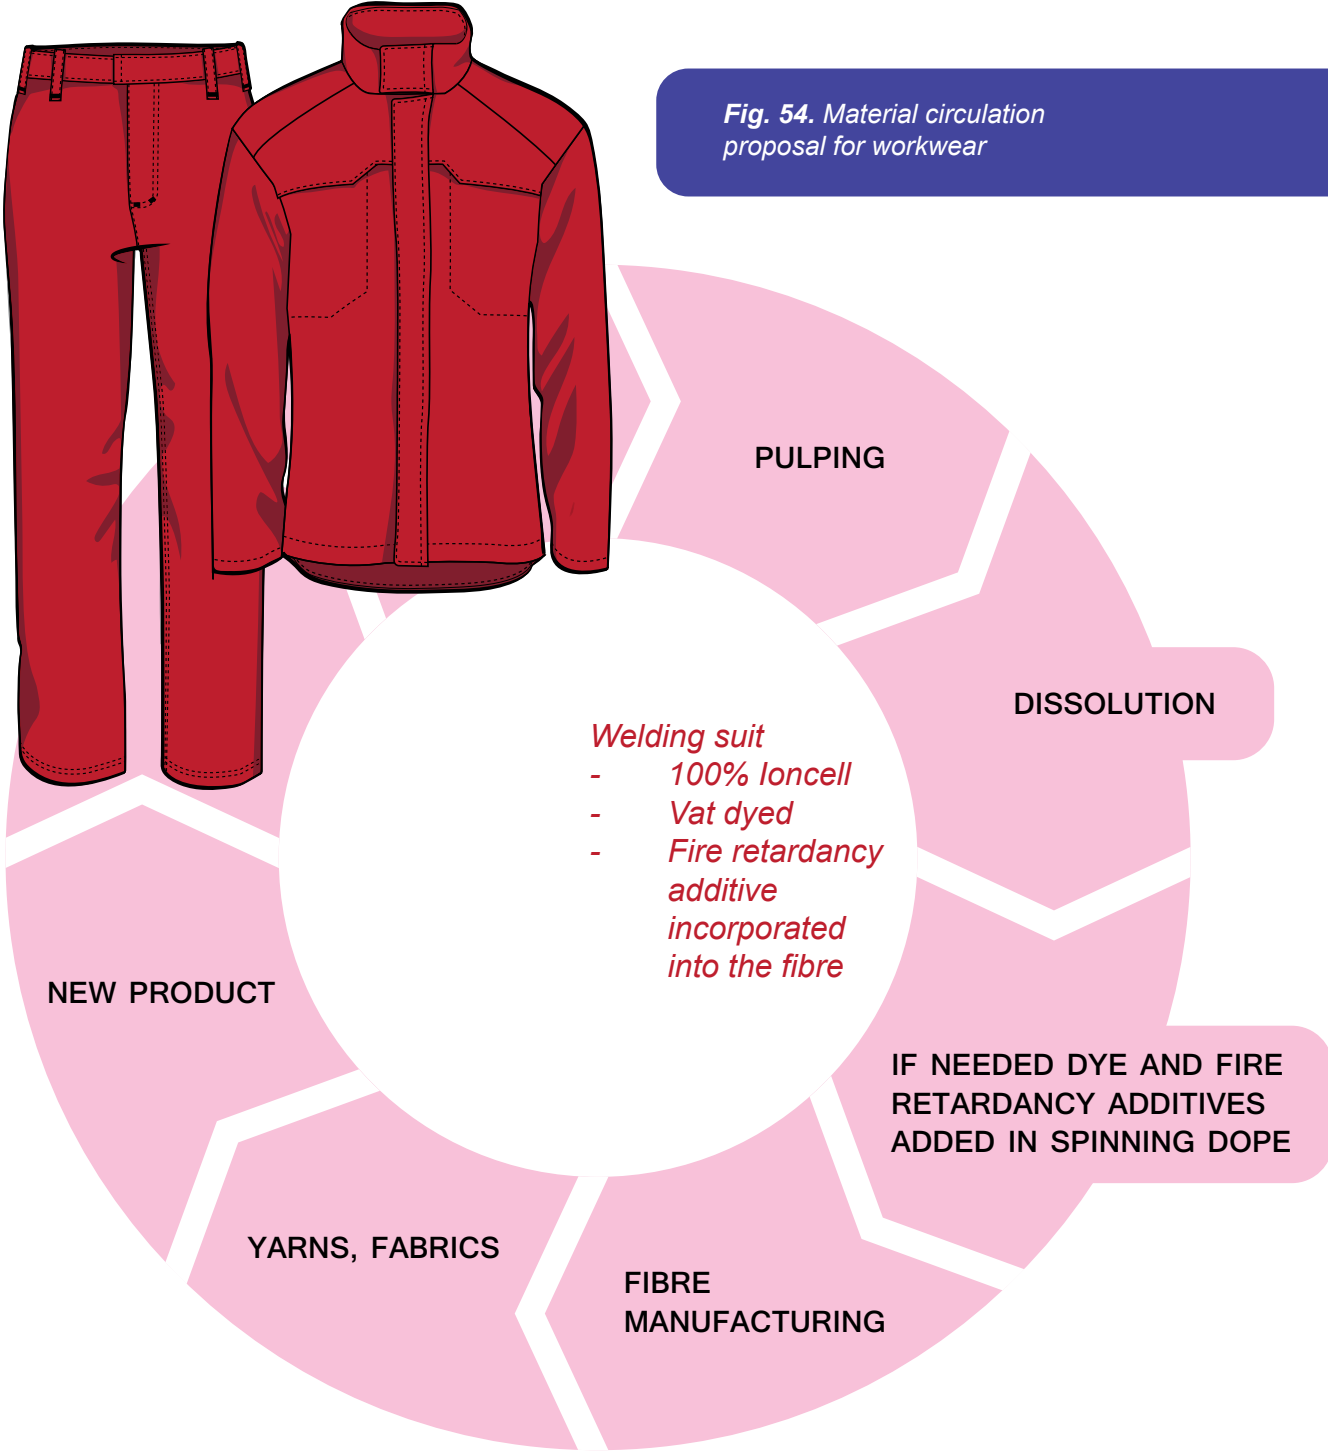 Fig. 54. Material circulation
proposal for workwear
PULPING
DISSOLUTION
Welding suit
- 100% Ioncell
- Vat dyed
- Fire retardancy
additive
incorporated
into the fibre
NEW PRODUCT
IF NEEDED DYE AND FIRE
RETARDANCY ADDITIVES
ADDED IN SPINNING DOPE
YARNS, FABRICS
FIBRE
MANUFACTURING